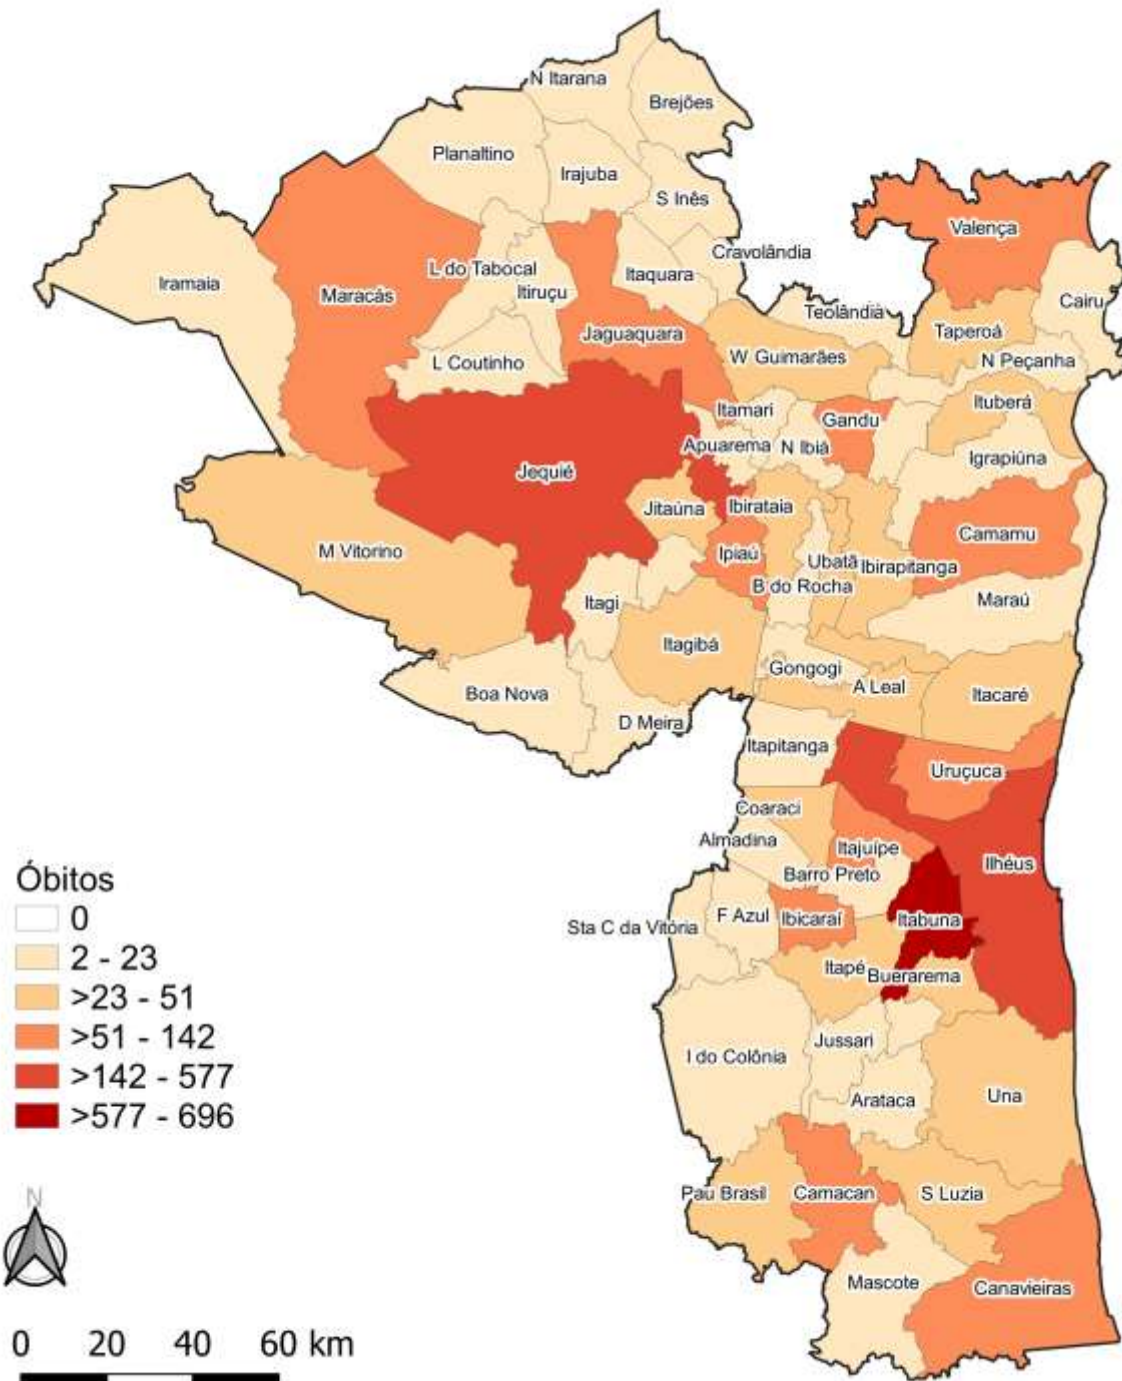 N Itarana
Brejões
Planaltino
Irajuba
S Inês
Valença
Cravolândia
L do Tabocal
Itaquara
Iramaia
Maracás
Itiruçu
Cairu
Teolândia
Taperoá
Jaguaquara
W Guimarães
L Coutinho
N Peçanha
Itamari
Ituberá
Gandu
Apuarema
N Ibiá
Igrapiúna
Jequié
Jitaúna
Ibirataia
Camamu
M Vitorino
Ipiaú
Ubatã
Ibirapitanga
B do Rocha
Itagi
Maraú
Itagibá
Gongogi
A Leal
Itacaré
Boa Nova
D Meira
Itapitanga
Uruçuca
Coaraci
Almadina
Itajuípe
Ilhéus
Barro Preto
Sta C da Vitória
F Azul
Ibicaraí
Itabuna
Itapé
Buerarema
Jussari
I do Colônia
Arataca
Una
Pau Brasil
Camacan
S Luzia
Mascote
Canavieiras
Óbitos
0
2 - 23
>23 - 51
>51 - 142
>142 - 577
>577 - 696
N
0 20 40 60 km